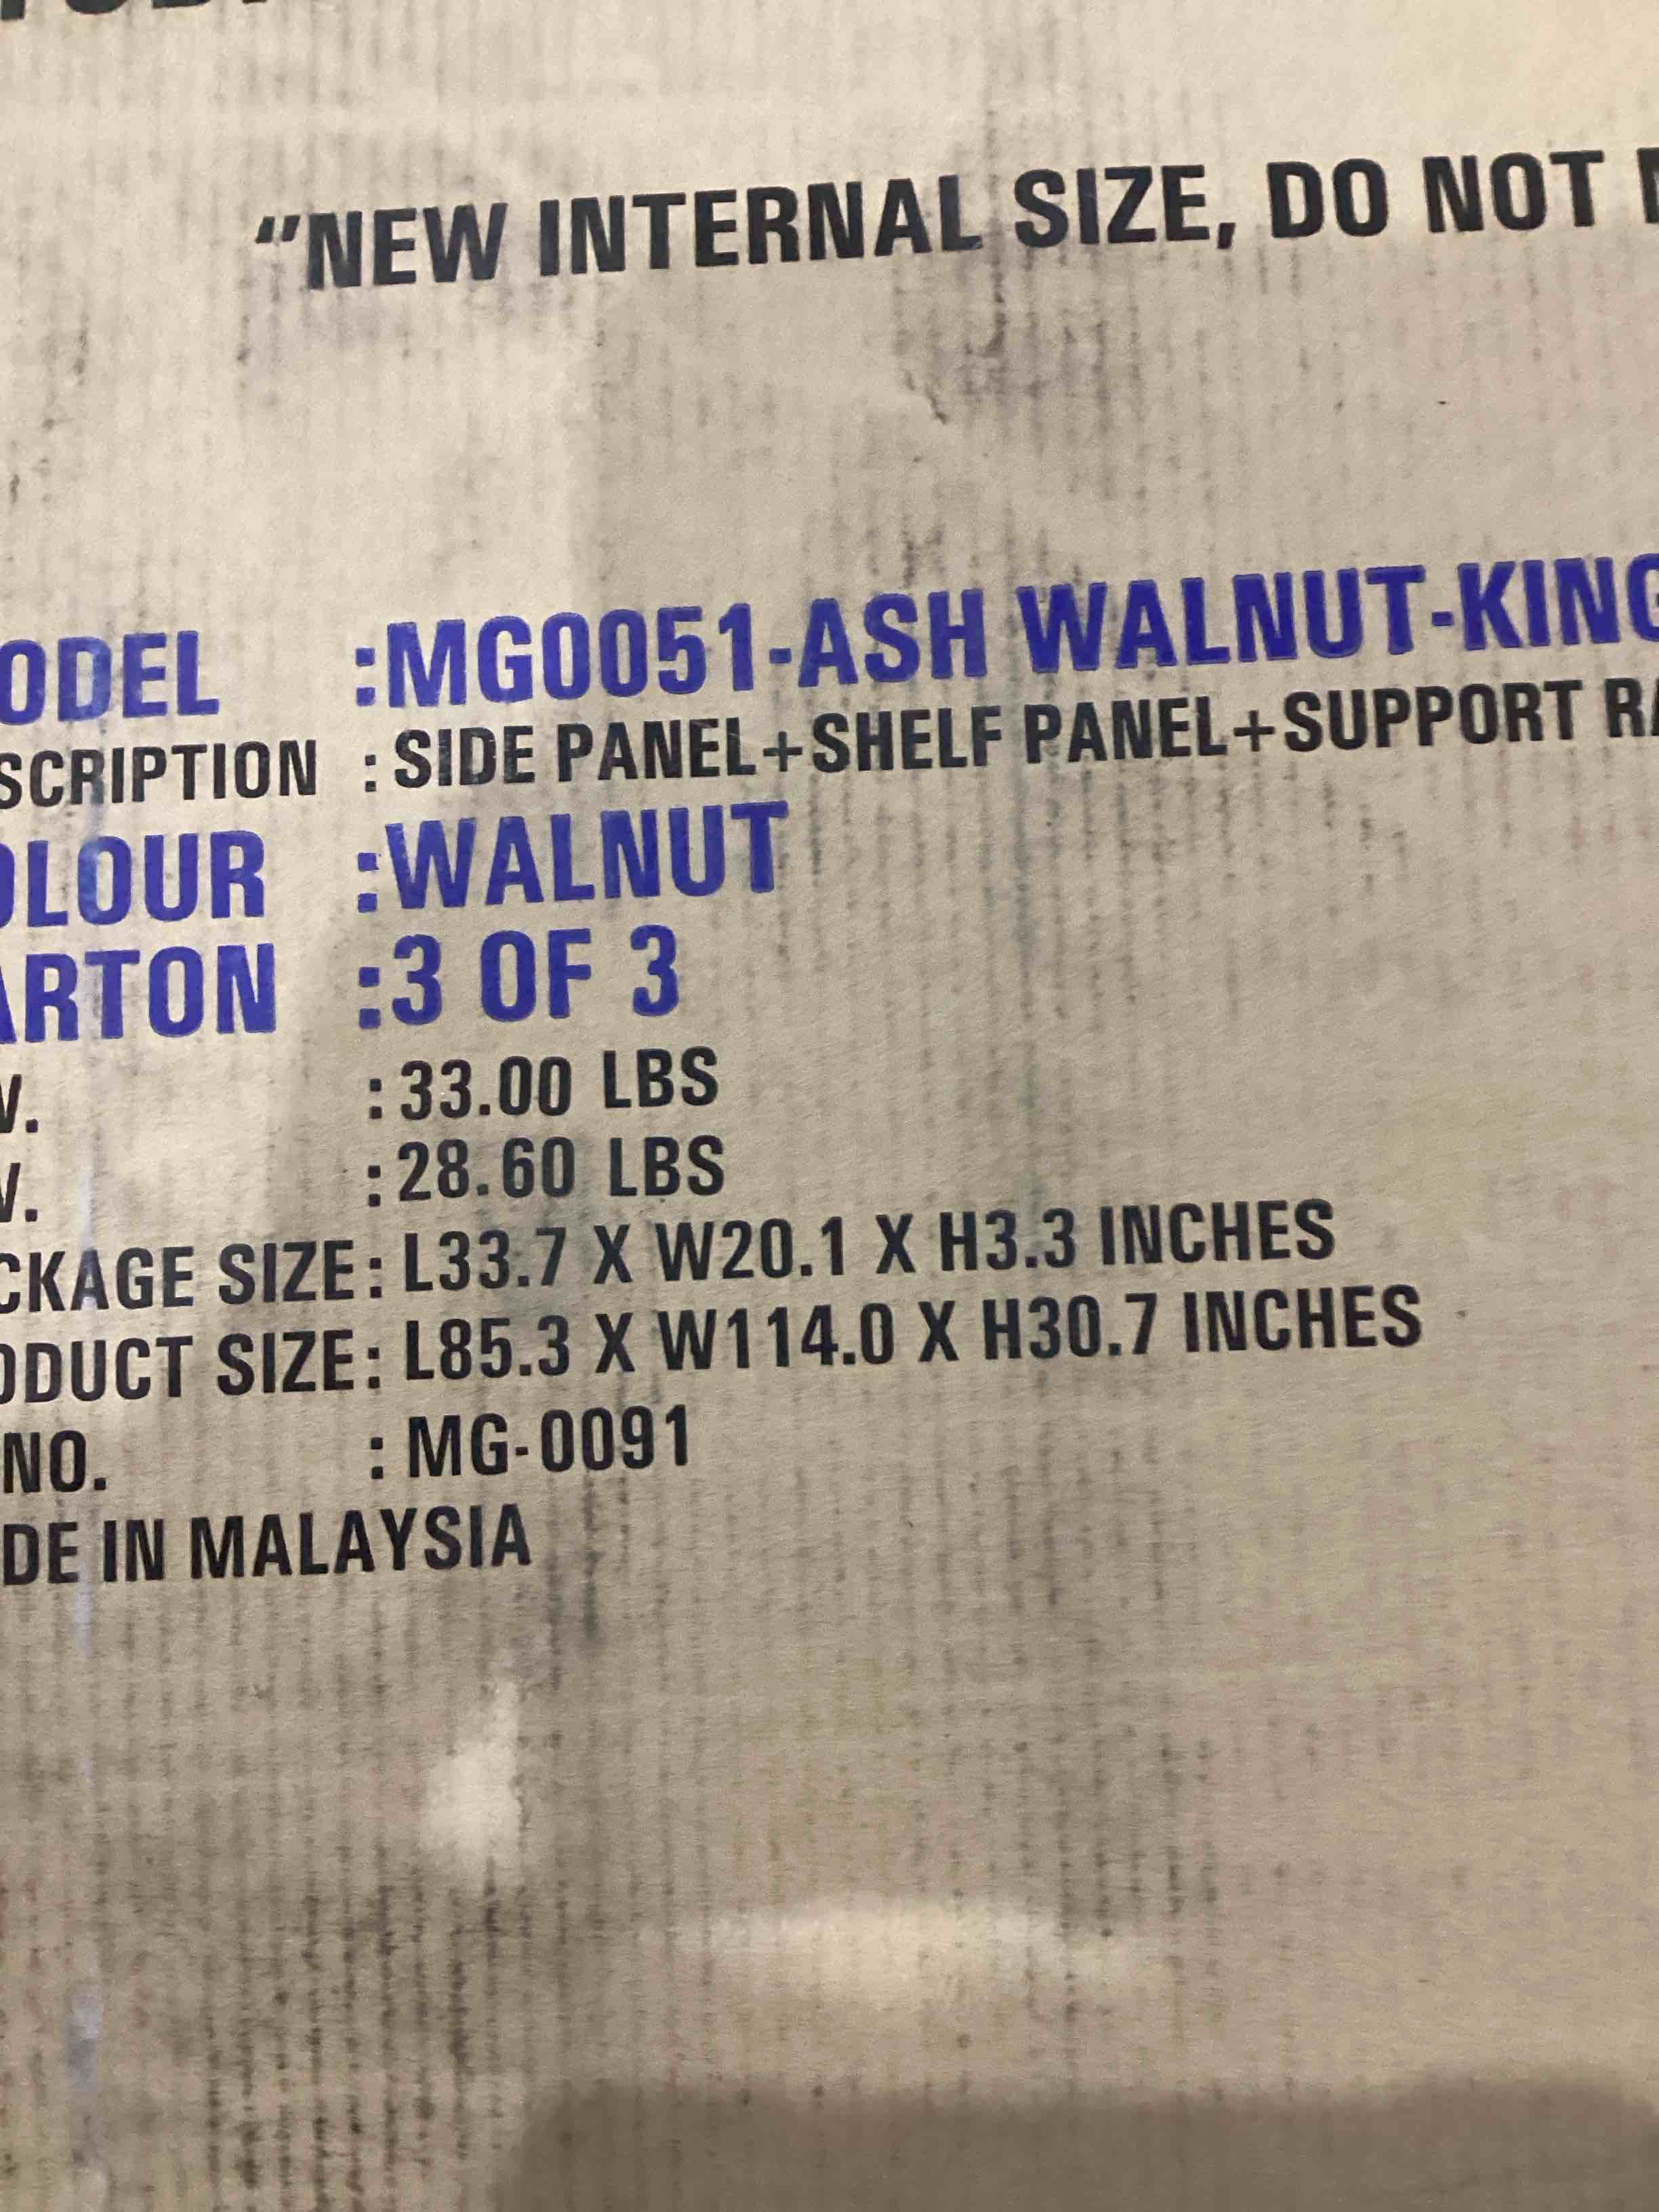 "NEW INTERNAL SIZE, DO NOT
ODEL :MG0051-ASH WALNUT-KING
SCRIPTION : SIDE PANEL+SHELF PANEL+SUPPORT RA
OLOUR :WALNUT
ARTON :3 OF 3
W. : 33.00 LBS
W. : 28.60 LBS
CKAGE SIZE: L33.7 X W20.1 X H3.3 INCHES
ODUCT SIZE: L85.3 X W114.0 X H30.7 INCHES
NO. : MG-0091
DE IN MALAYSIA